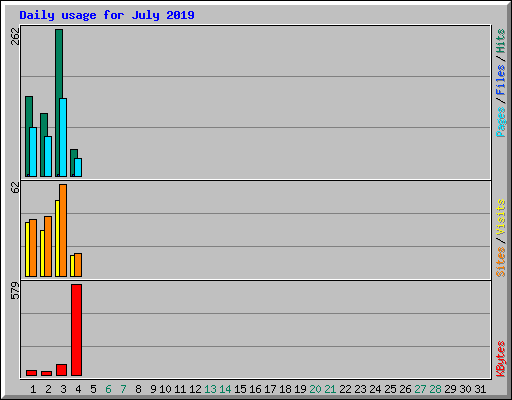 Daily usage for July 2019
262
Pages / Files / Hits
62
Sites / Visits
579
KBytes
1 2 3 4 5 6 7 8 9 10 11 12 13 14 15 16 17 18 19 20 21 22 23 24 25 26 27 28 29 30 31